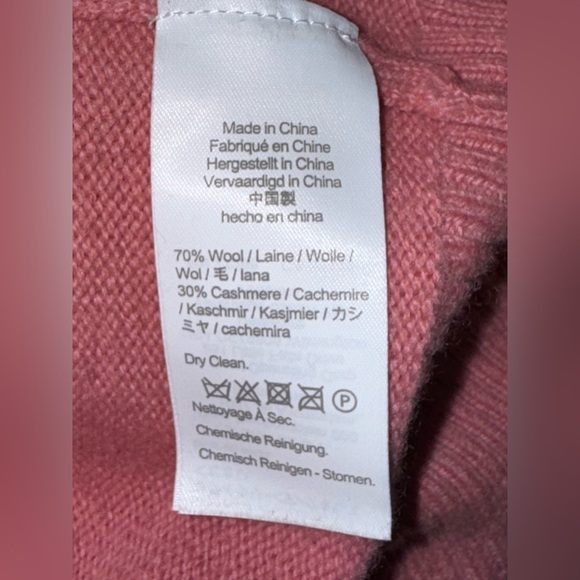 Made in China
Fabriqué en Chine
Hergestellt in China
Vervaardigd in China
中国製
hecho en china
70% Wool / Laine / Wolle /
Wol / 毛 / lana
30% Cashmere / Cachemire
/ Kaschmir / Kasjmier / カシ
ミヤ / cachemira
Dry Clean.
P
Nettoyage À Sec.
Chemische Reinigung.
Chemisch Reinigen - Stomen.